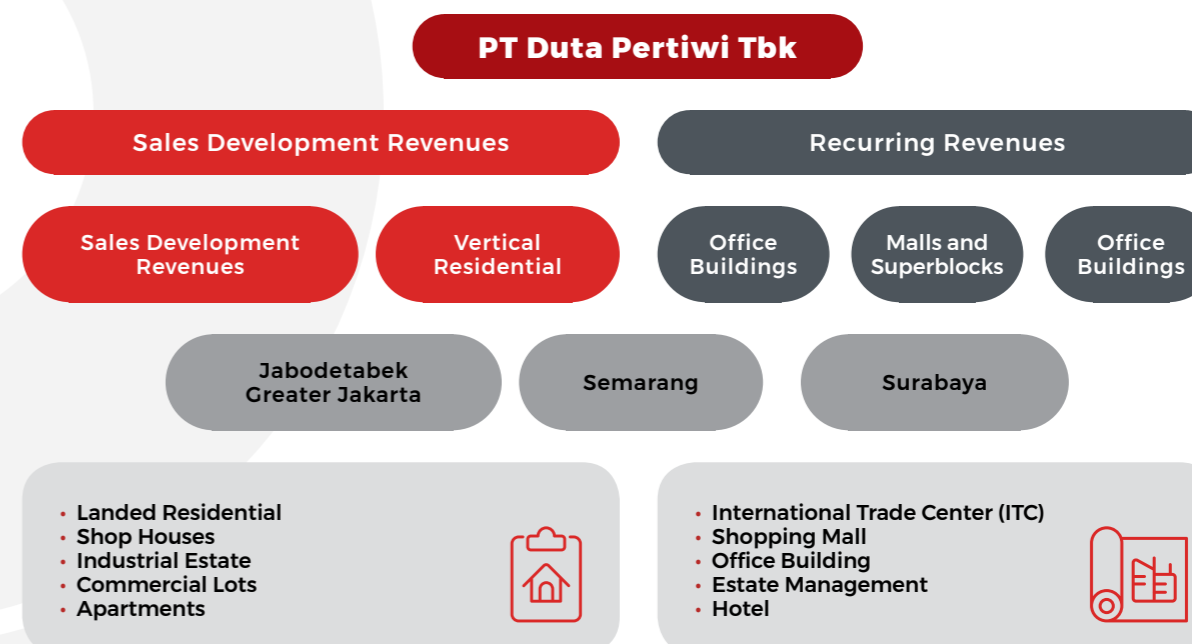 PT Duta Pertiwi Tbk
Sales Development Revenues
Recurring Revenues
Sales Development
Revenues
Vertical
Residential
Office
Buildings
Malls and
Superblocks
Office
Buildings
Jabodetabek
Greater Jakarta
Semarang
Surabaya
• Landed Residential
• Shop Houses
• Industrial Estate
• Commercial Lots
• Apartments
• International Trade Center (ITC)
• Shopping Mall
• Office Building
• Estate Management
• Hotel